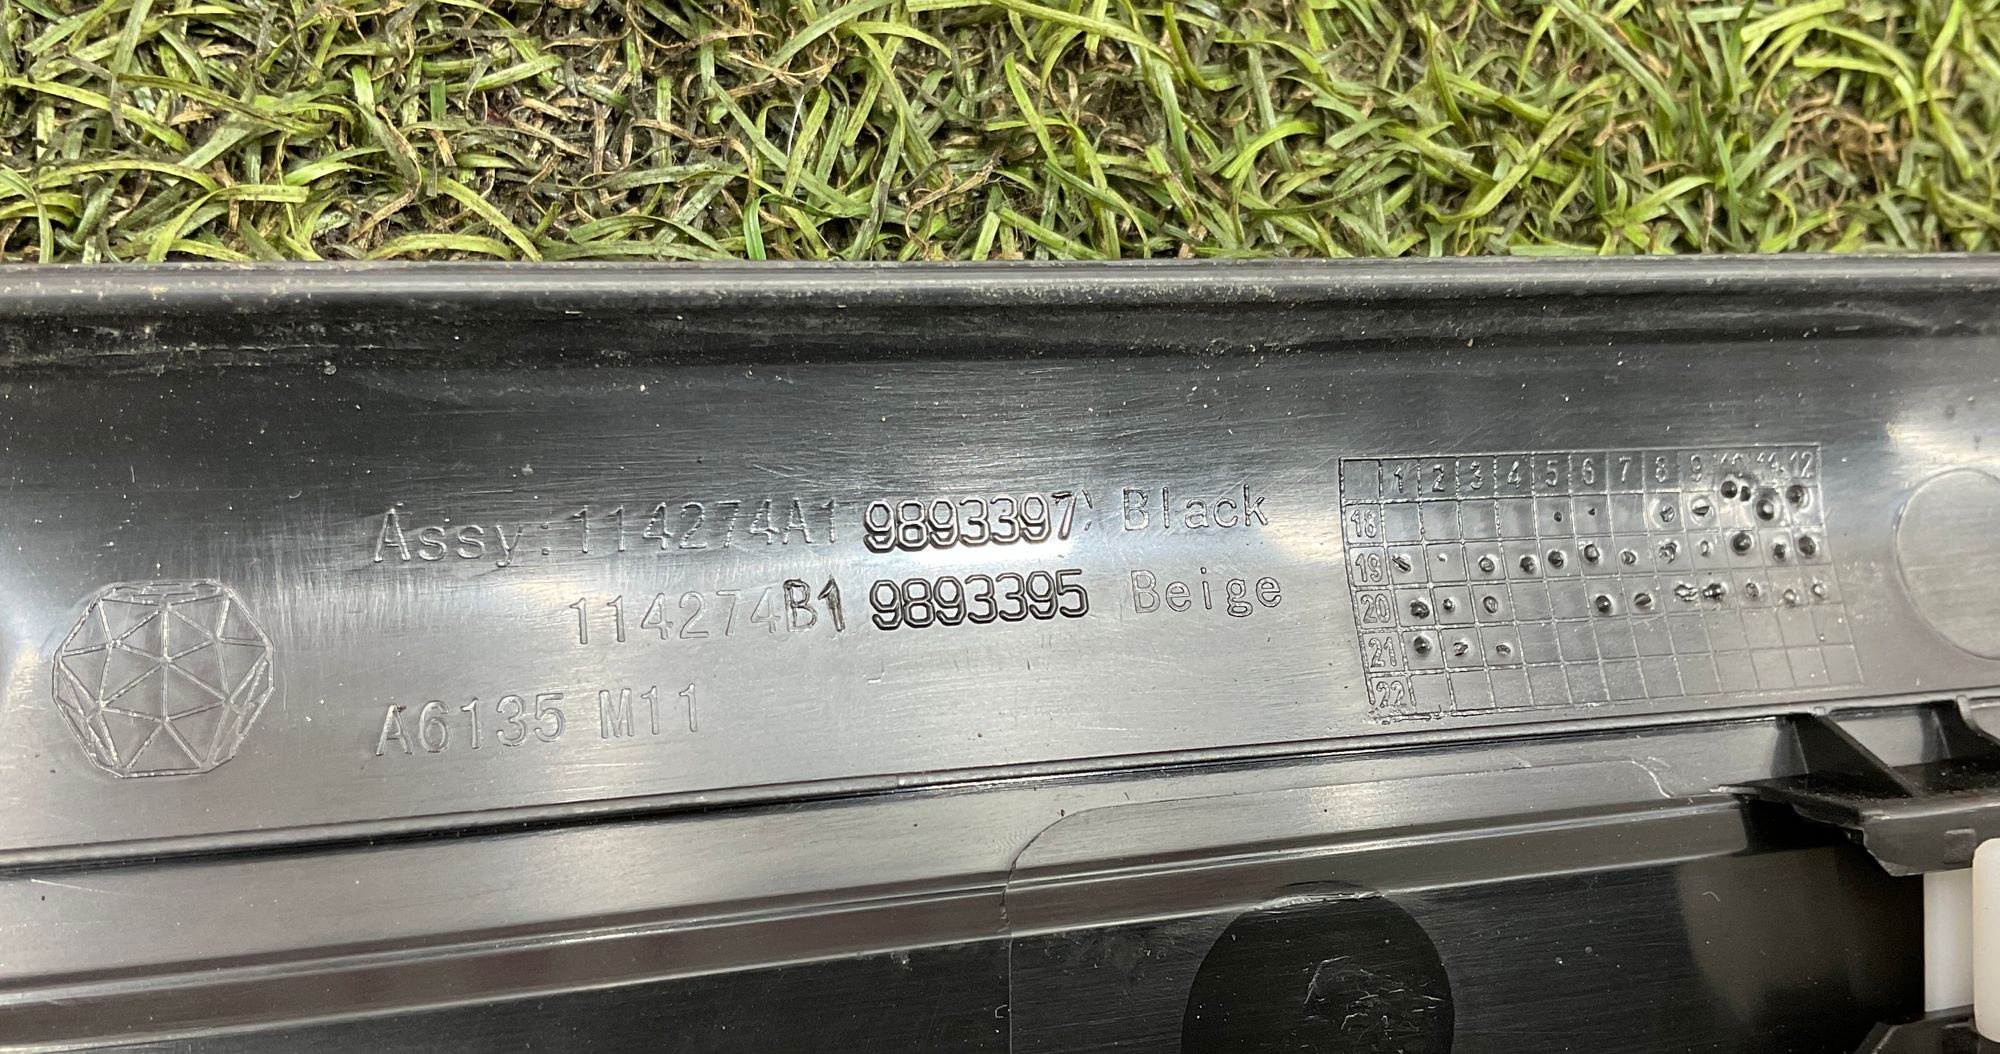 Assy: 114274A1 9893397 Black
114274B1 9893395 Beige
A6135 M11
1 2 3 4 5 6 7 8 9 10 11 12
18
19
20
21
22